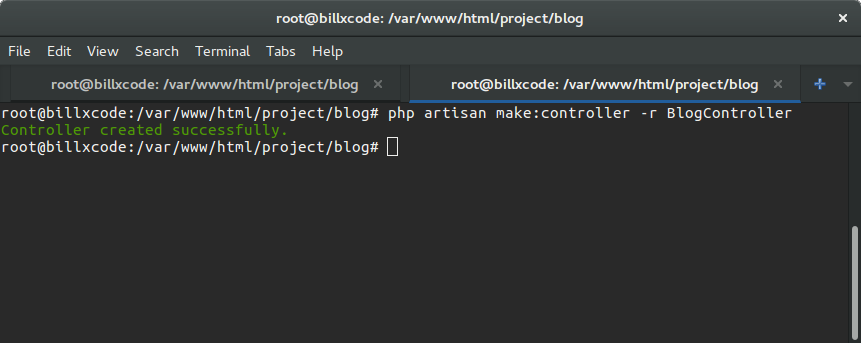 root@billxcode: /var/www/html/project/blog
File Edit View Search Terminal Tabs Help
root@billxcode: /var/www/html/project/blog root@billxcode: /var/www/html/project/blog
root@billxcode:/var/www/html/project/blog# php artisan make:controller -r BlogController
Controller created successfully.
root@billxcode:/var/www/html/project/blog#